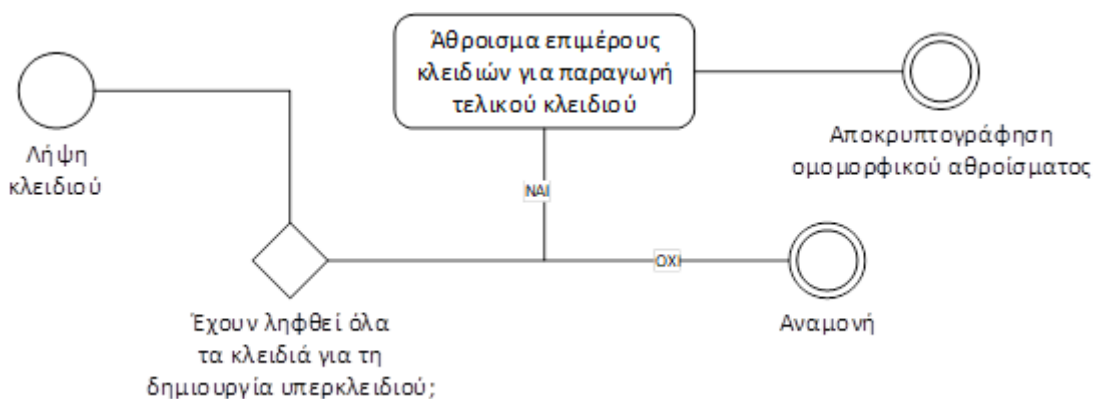 Άθροισμα επιμέρους
κλειδιών για παραγωγή
τελικού κλειδιού
Λήψη
κλειδιού
Αποκρυπτογράφηση
ομομορφικού αθροίσματος
ΝΑΙ
ΟΧΙ
Έχουν ληφθεί όλα
τα κλειδιά για τη
δημιουργία υπερκλειδιού;
Αναμονή